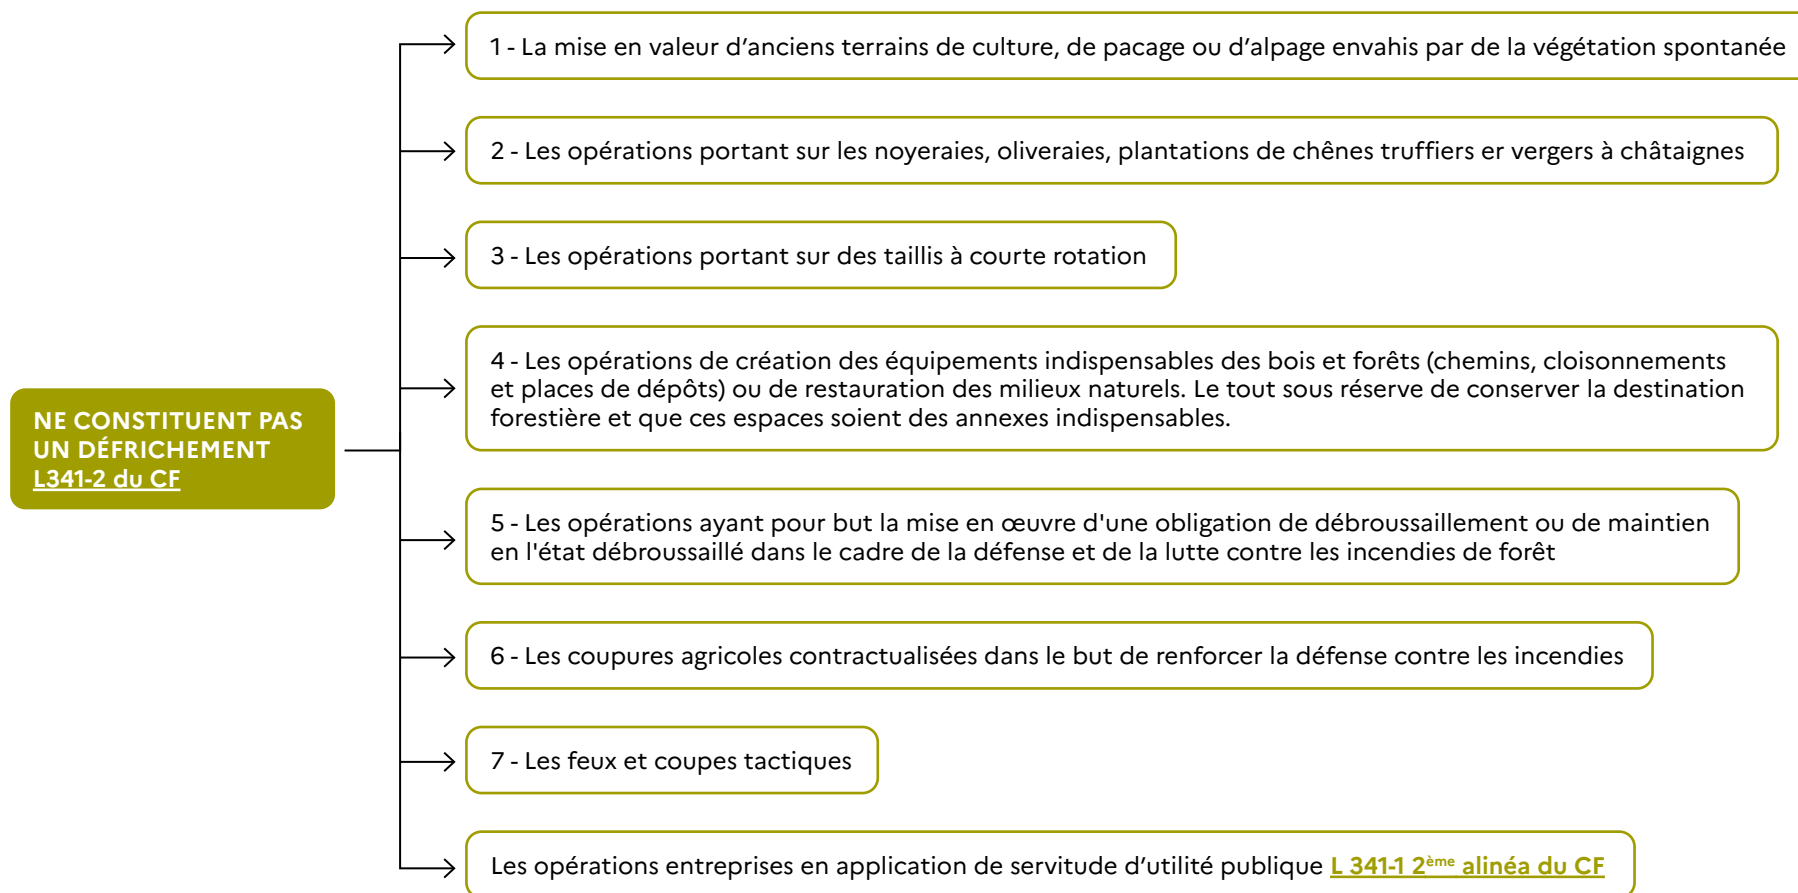 1 - La mise en valeur d’anciens terrains de culture, de pacage ou d’alpage envahis par de la végétation spontanée
2 - Les opérations portant sur les noyeraies, oliveraies, plantations de chênes truffiers er vergers à châtaignes
3 - Les opérations portant sur des taillis à courte rotation
4 - Les opérations de création des équipements indispensables des bois et forêts (chemins, cloisonnements
et places de dépôts) ou de restauration des milieux naturels. Le tout sous réserve de conserver la destination
forestière et que ces espaces soient des annexes indispensables.
NE CONSTITUENT PAS
UN DÉFRICHEMENT
L341-2 du CF
5 - Les opérations ayant pour but la mise en œuvre d'une obligation de débroussaillement ou de maintien
en l'état débroussaillé dans le cadre de la défense et de la lutte contre les incendies de forêt
6 - Les coupures agricoles contractualisées dans le but de renforcer la défense contre les incendies
7 - Les feux et coupes tactiques
Les opérations entreprises en application de servitude d’utilité publique L 341-1 2ème alinéa du CF